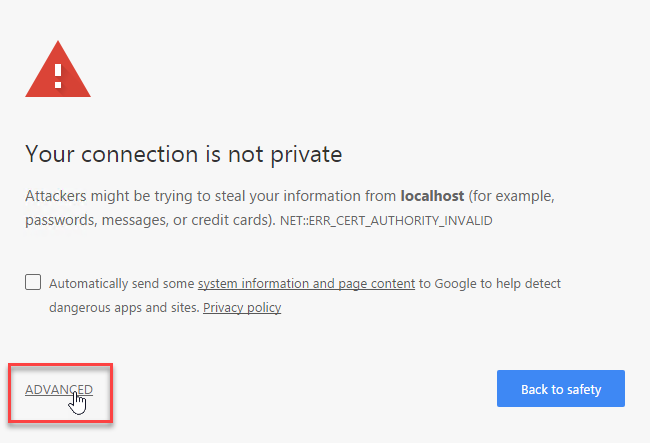 Your connection is not private
Attackers might be trying to steal your information from localhost (for example,
passwords, messages, or credit cards). NET::ERR_CERT_AUTHORITY_INVALID
Automatically send some system information and page content to Google to help detect
dangerous apps and sites. Privacy policy
ADVANCED
Back to safety